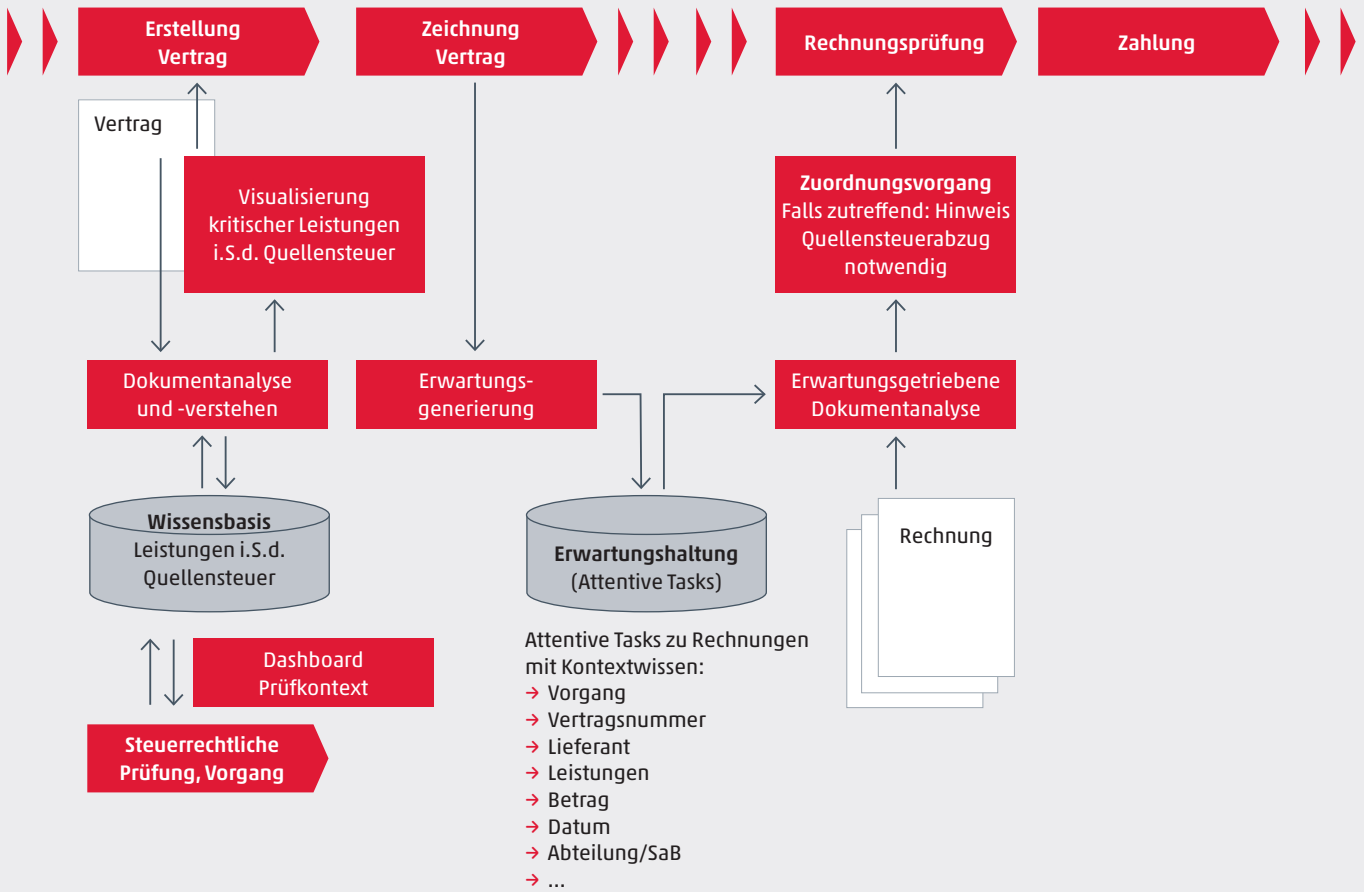 Erstellung
Vertrag
Zeichnung
Vertrag
Rechnungsprüfung
Zahlung
Vertrag
Visualisierung
kritischer Leistungen
i.S.d. Quellensteuer
Zuordnungsvorgang
Falls zutreffend: Hinweis
Quellensteuerabzug
notwendig
Dokumentanalyse
und -verstehen
Erwartungs-
generierung
Erwartungsgetriebene
Dokumentanalyse
Wissensbasis
Leistungen i.S.d.
Quellensteuer
Erwartungshaltung
(Attentive Tasks)
Rechnung
Dashboard
Prüfkontext
Steuerrechtliche
Prüfung, Vorgang
Attentive Tasks zu Rechnungen
mit Kontextwissen:
→ Vorgang
→ Vertragsnummer
→ Lieferant
→ Leistungen
→ Betrag
→ Datum
→ Abteilung/SaB
→ ...